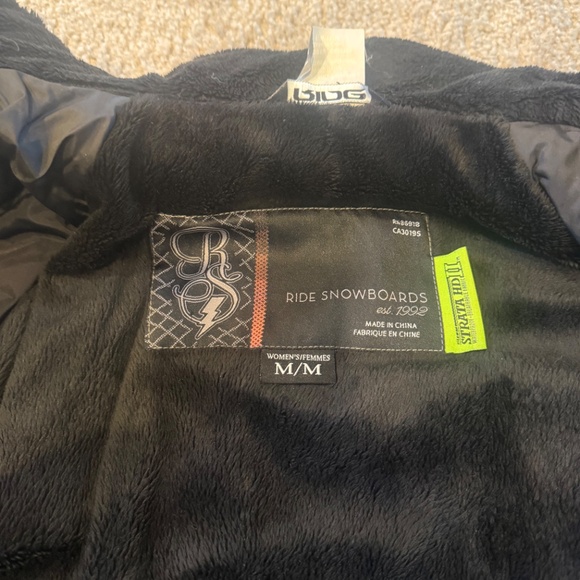 RIDE
RN86918
CA30195
RS
RIDE SNOWBOARDS
est. 1992
MADE IN CHINA
FABRIQUE EN CHINE
STRATA HD II
WOMEN'S/FEMMES
M/M